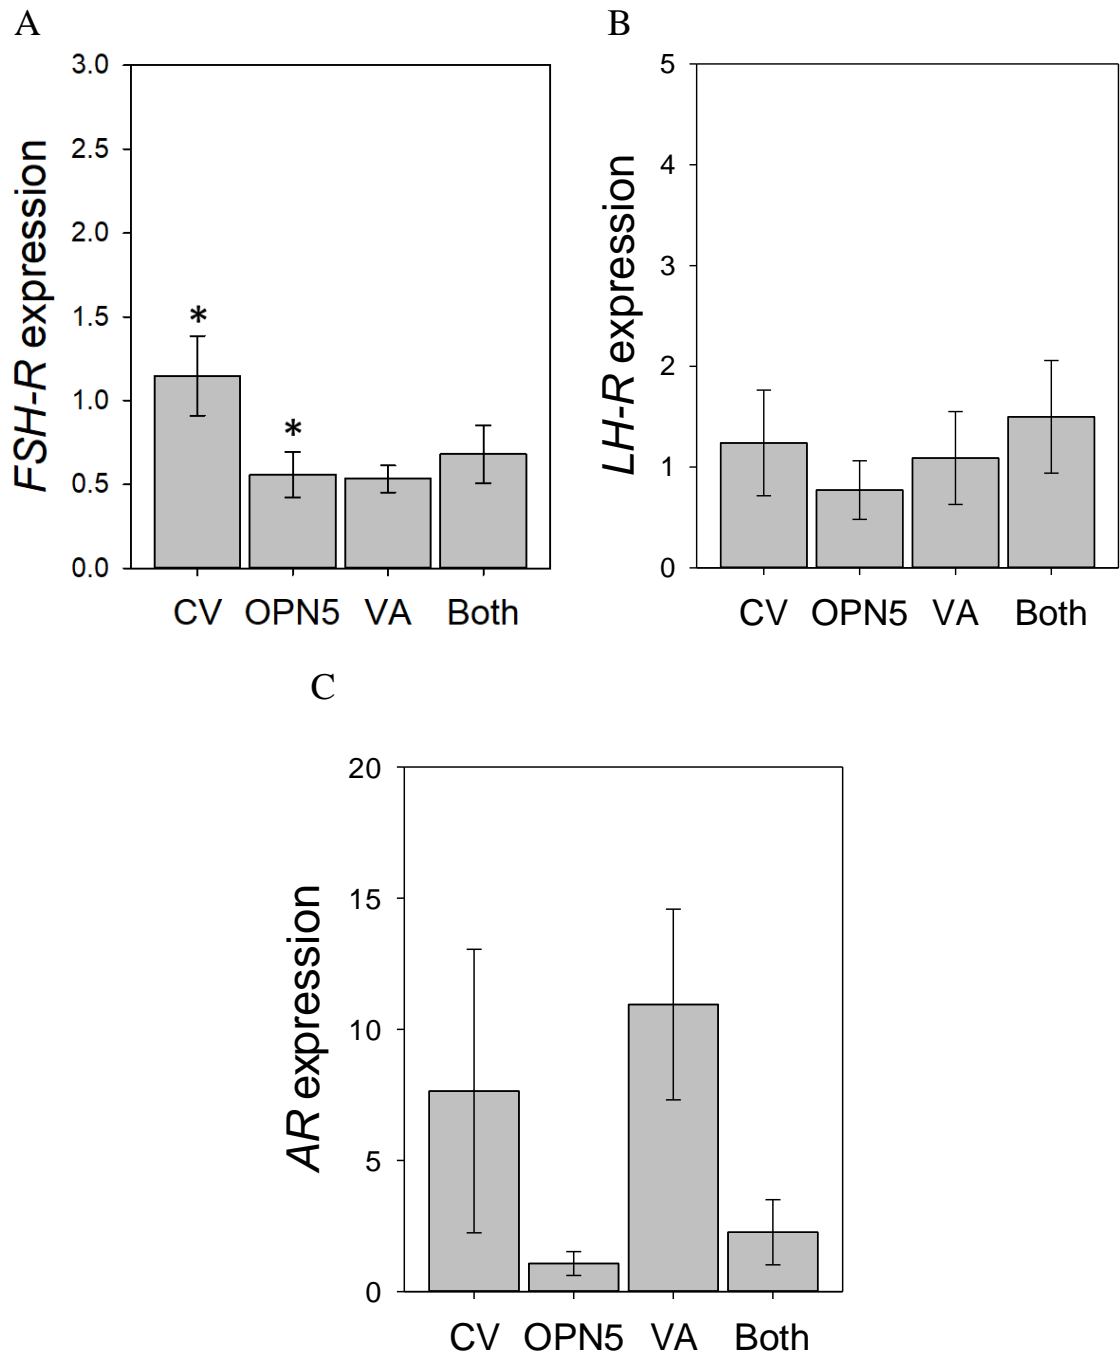 A
FSH-R expression
3.0
2.5
2.0
1.5
1.0
0.5
0.0
*
*
CV OPN5 VA Both
B
LH-R expression
5
4
3
2
1
0
CV OPN5 VA Both
C
AR expression
20
15
10
5
0
CV OPN5 VA Both